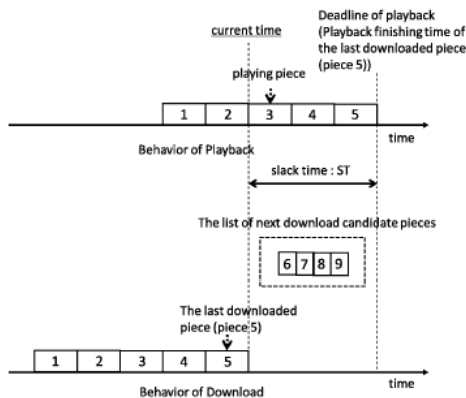 Deadline of playback
(Playback finishing time of
the last downloaded piece
(piece 5))
current time
playing piece
1 2 3 4 5
time
Behavior of Playback
slack time : ST
The list of next download candidate pieces
6 7 8 9
The last downloaded
piece (piece 5)
1 2 3 4 5
time
Behavior of Download